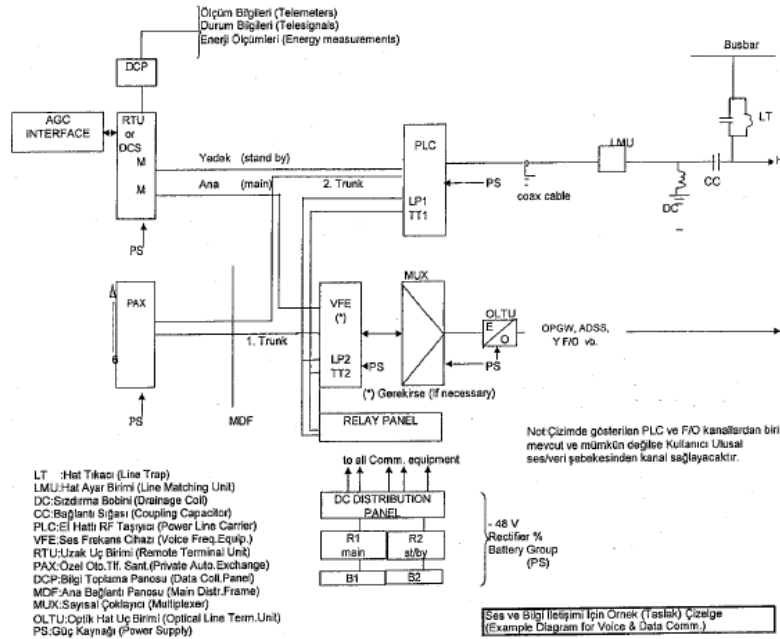 Ölçüm Bilgileri (Telemeters)
Durum Bilgileri (Telesignals)
Enerji Ölçümleri (Energy measurements)
Busbar
DCP
LT
AGC
INTERFACE
RTU
or
DCS
M
M
PLC
LMU
H
Yedek (stand by)
CC
Ana (main)
2. Trunk
PS
coax cable
DC
LP1
TT1
PS
MUX
PAX
VFE
(*)
OLTU
E
O
OPGW, ADSS,
Y F/O vb.
6
1. Trunk
LP2
TT2
PS
PS
(*) Gerekirse (If necessary)
PS
MDF
RELAY PANEL
Not:Çizimde gösterilen PLC ve F/O kanallardan biri
mevcut ve mümkün değilse Kullanıcı Ulusal
ses/veri şebekesinden kanal sağlayacaktır.
to all Comm. equipment
DC DISTRIBUTION
PANEL
R1
main
R2
st/by
B1
B2
- 48 V
Rectifier %
Battery Group
(PS)
LT :Hat Tıkacı (Line Trap)
LMU:Hat Ayar Birimi (Line Matching Unit)
DC:Sızdırma Bobini (Drainage Coil)
CC:Bağlantı Sığası (Coupling Capacitor)
PLC:El Hatlı RF Taşıyıcı (Power Line Carrier)
VFE:Ses Frekans Cihazı (Voice Freq.Equip.)
RTU:Uzak Uç Birimi (Remote Terminal Unit)
PAX:Özel Oto.Tlf. Sant.(Private Auto.Exchange)
DCP:Bilgi Toplama Panosu (Data Coll.Panel)
MDF:Ana Bağlantı Panosu (Main Distr.Frame)
MUX:Sayısal Çoklayıcı (Multiplexer)
OLTU:Optik Hat Uç Birimi (Optical Line Term.Unit)
PS:Güç Kaynağı (Power Supply)
Ses ve Bilgi İletişimi İçin Örnek (Taslak) Çizelge
(Example Diagram for Voice & Data Comm.)